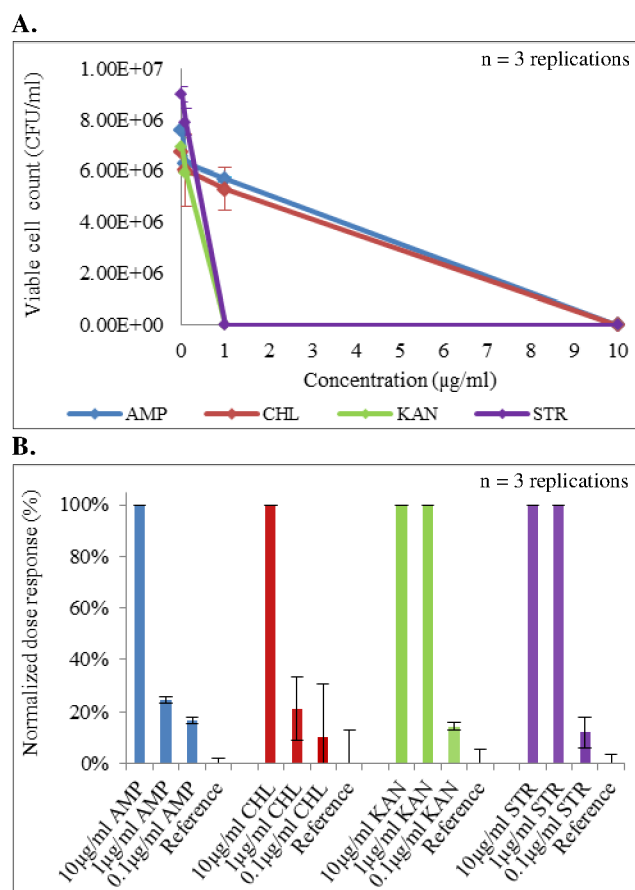 A.
n = 3 replications
1.00E+07
8.00E+06
6.00E+06
4.00E+06
2.00E+06
0.00E+00
Viable cell count (CFU/ml)
0 1 2 3 4 5 6 7 8 9 10
Concentration (µg/ml)
AMP CHL KAN STR
B.
n = 3 replications
100%
80%
60%
40%
20%
0%
Normalized dose response (%)
10µg/ml AMP
1µg/ml AMP
0.1µg/ml AMP
Reference
10µg/ml CHL
1µg/ml CHL
0.1µg/ml CHL
Reference
10µg/ml KAN
1µg/ml KAN
0.1µg/ml KAN
Reference
10µg/ml STR
1µg/ml STR
0.1µg/ml STR
Reference